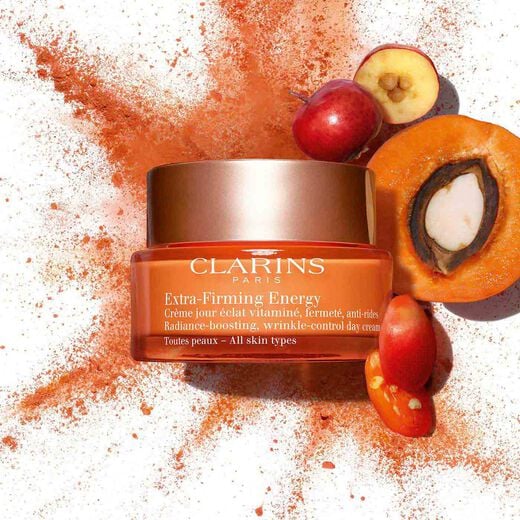 CLARINS
PARIS
Extra-Firming Energy
Crème jour éclat vitaminé, fermeté, anti-rides
Radiance-boosting, wrinkle-control day cream
Toutes peaux – All skin types